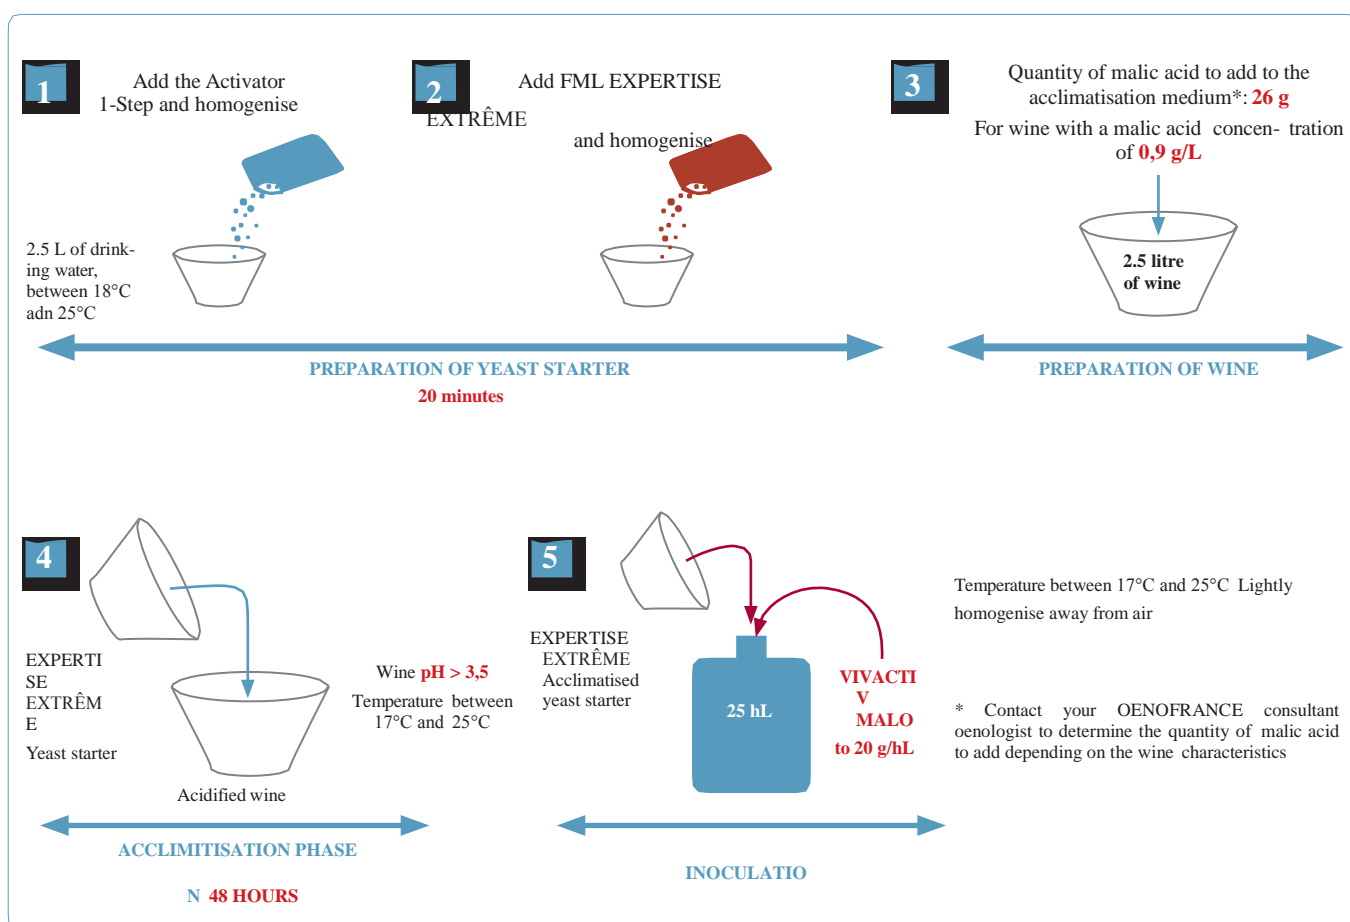 1
Add the Activator
1-Step and homogenise
2.5 L of drink-
ing water,
between 18°C
adn 25°C
2
Add FML EXPERTISE
EXTRÊME
and homogenise
PREPARATION OF YEAST STARTER
20 minutes
3
Quantity of malic acid to add to the
acclimatisation medium*: 26 g
For wine with a malic acid concen- tration
of 0,9 g/L
2.5 litre
of wine
PREPARATION OF WINE
4
EXPERTI
SE
EXTRÊM
E
Yeast starter
Wine pH > 3,5
Temperature between
17°C and 25°C
Acidified wine
ACCLIMITISATION PHASE
N 48 HOURS
5
EXPERTISE
EXTRÊME
Acclimatised
yeast starter
25 hL
VIVACTI
V
MALO
to 20 g/hL
INOCULATIO
Temperature between 17°C and 25°C Lightly
homogenise away from air
* Contact your OENOFRANCE consultant
oenologist to determine the quantity of malic acid
to add depending on the wine characteristics